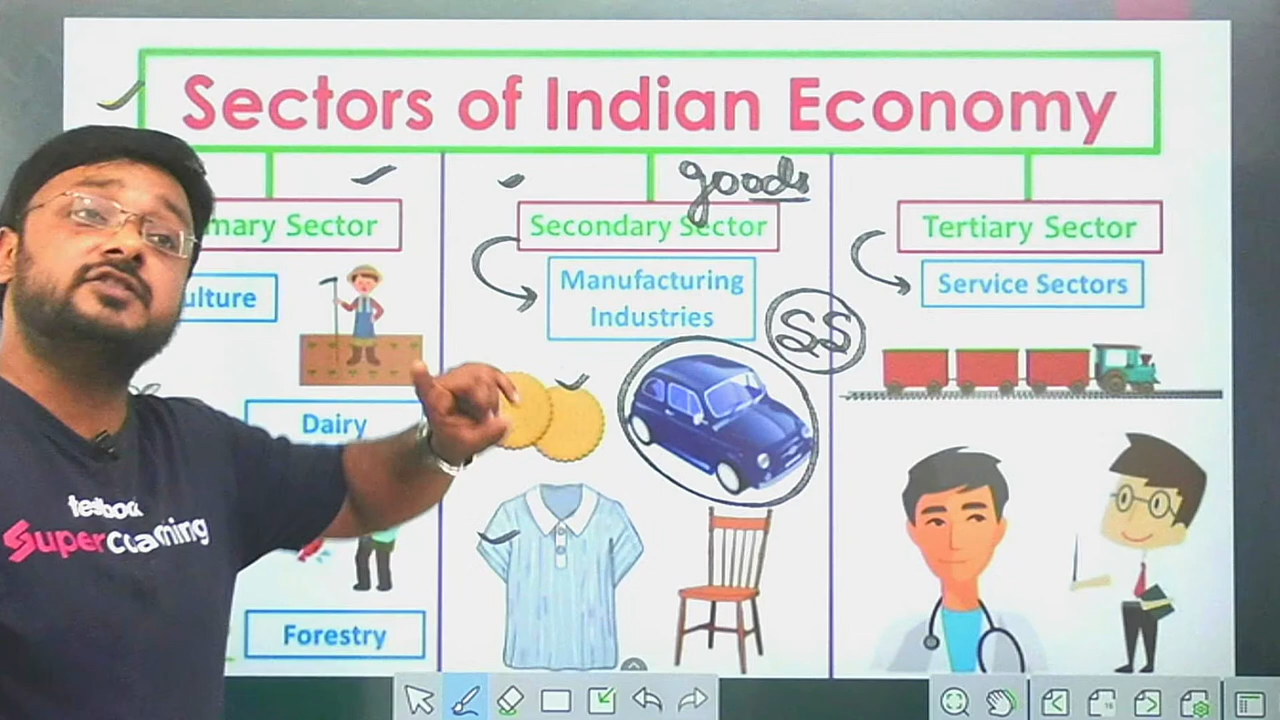 Sectors of Indian Economy
goods
mary Sector
Secondary Sector
Tertiary Sector
ulture
Manufacturing
Industries
Service Sectors
SS
Dairy
testbook
Supercoaching
Forestry